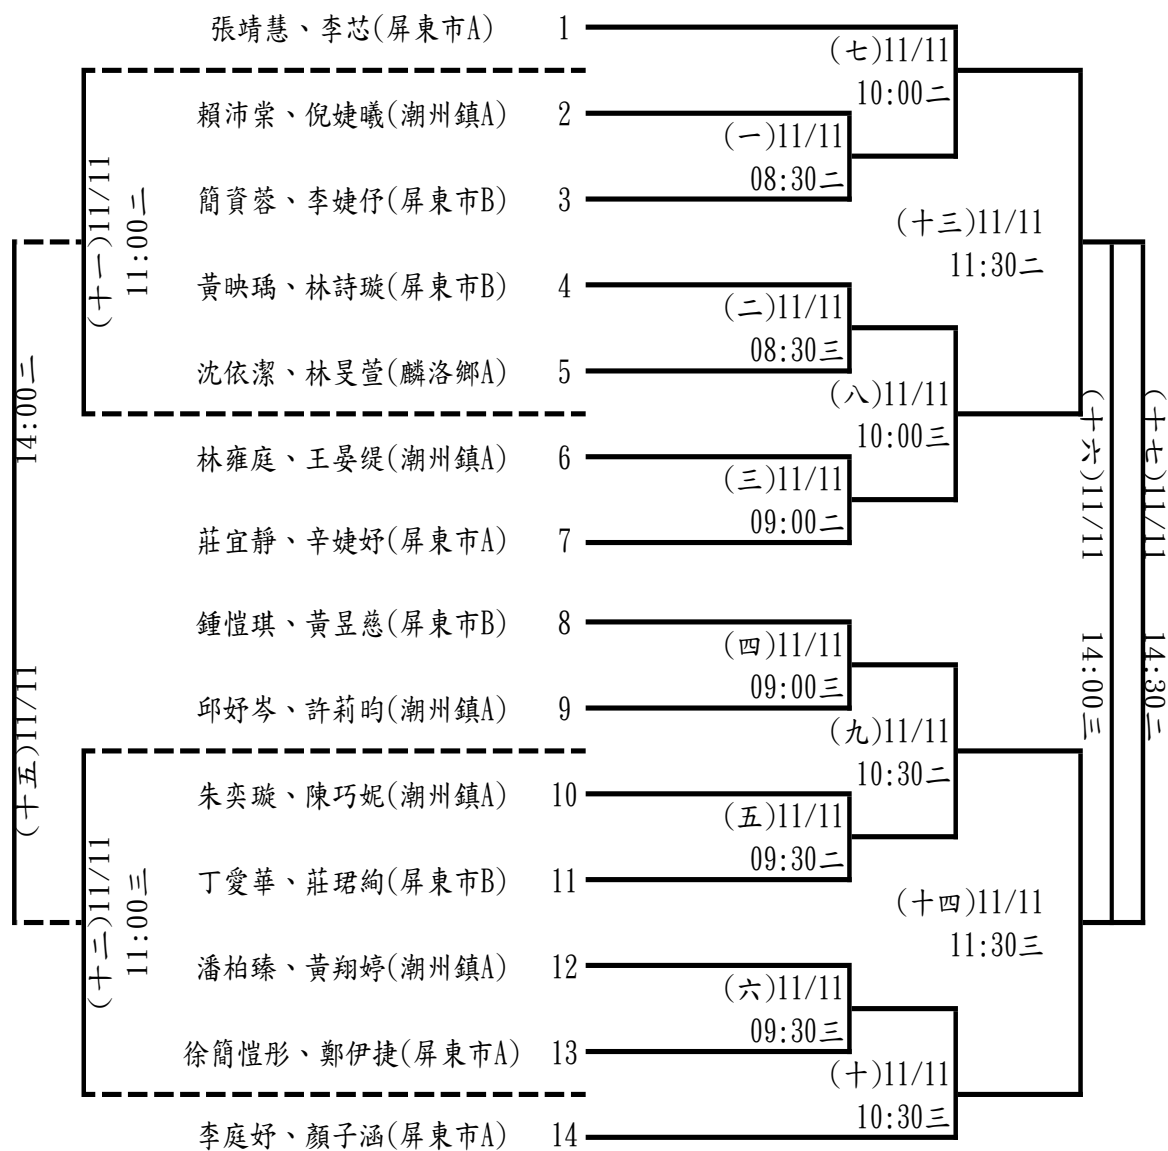 張靖慧、李芯(屏東市A) 1
(七)11/11
10:00二
賴沛棠、倪婕曦(潮州鎮A) 2
(一)11/11
08:30二
簡資蓉、李婕伃(屏東市B) 3
(十一)11/11
11:00二
(十三)11/11
11:30二
黃映瑀、林詩璇(屏東市B) 4
(二)11/11
08:30三
沈依潔、林旻萱(麟洛鄉A) 5
(八)11/11
10:00三
林雍庭、王晏缇(潮州鎮A) 6
(三)11/11
09:00二
莊宜靜、辛婕妤(屏東市A) 7
(十五)11/11 14:00二
(十六)11/11 14:00三
(十七)11/11 14:30二
鍾愷琪、黃昱慈(屏東市B) 8
(四)11/11
09:00三
邱妤岑、許莉昀(潮州鎮A) 9
(九)11/11
10:30二
朱奕璇、陳巧妮(潮州鎮A) 10
(五)11/11
09:30二
丁愛華、莊珺絢(屏東市B) 11
(十二)11/11
11:00三
(十四)11/11
11:30三
潘柏臻、黃翔婷(潮州鎮A) 12
(六)11/11
09:30三
徐簡愷彤、鄭伊捷(屏東市A) 13
(十)11/11
10:30三
李庭妤、顏子涵(屏東市A) 14